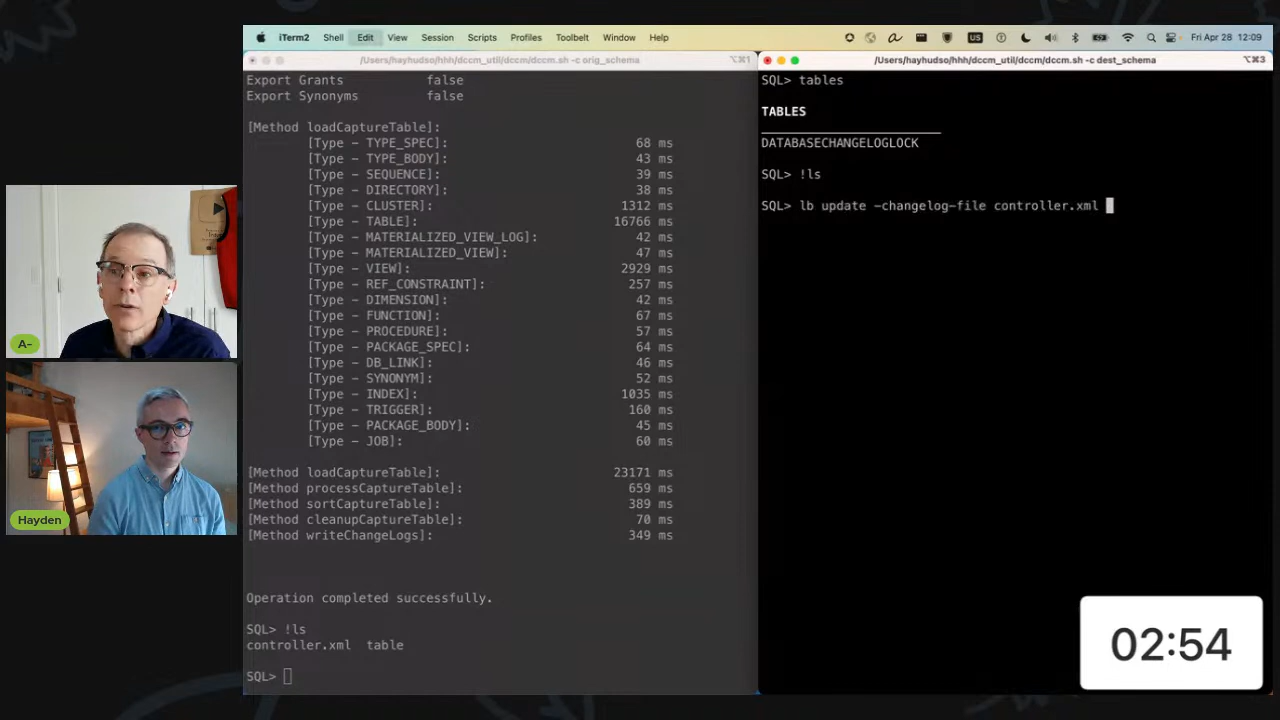 iTerm2 Shell Edit View Session Scripts Profiles Toolbelt Window Help
US
Fri Apr 28 12:09
/Users/hayhudso/hhh/dccm_util/dccm/dccm.sh -c orig_schema
⌥⌘1
Export Grants false
Export Synonyms false
[Method loadCaptureTable]:
[Type - TYPE_SPEC]: 68 ms
[Type - TYPE_BODY]: 43 ms
[Type - SEQUENCE]: 39 ms
[Type - DIRECTORY]: 38 ms
[Type - CLUSTER]: 1312 ms
[Type - TABLE]: 16766 ms
[Type - MATERIALIZED_VIEW_LOG]: 42 ms
[Type - MATERIALIZED_VIEW]: 47 ms
[Type - VIEW]: 2929 ms
[Type - REF_CONSTRAINT]: 257 ms
[Type - DIMENSION]: 42 ms
[Type - FUNCTION]: 67 ms
[Type - PROCEDURE]: 57 ms
[Type - PACKAGE_SPEC]: 64 ms
[Type - DB_LINK]: 46 ms
[Type - SYNONYM]: 52 ms
[Type - INDEX]: 1035 ms
[Type - TRIGGER]: 160 ms
[Type - PACKAGE_BODY]: 45 ms
[Type - JOB]: 60 ms
[Method loadCaptureTable]: 23171 ms
[Method processCaptureTable]: 659 ms
[Method sortCaptureTable]: 389 ms
[Method cleanupCaptureTable]: 70 ms
[Method writeChangeLogs]: 349 ms
Operation completed successfully.
SQL> !ls
controller.xml table
SQL>
/Users/hayhudso/hhh/dccm_util/dccm/dccm.sh -c dest_schema
⌥⌘3
SQL> tables
TABLES
DATABASECHANGELOGLOCK
SQL> !ls
SQL> lb update -changelog-file controller.xml
A-
Hayden
02:54